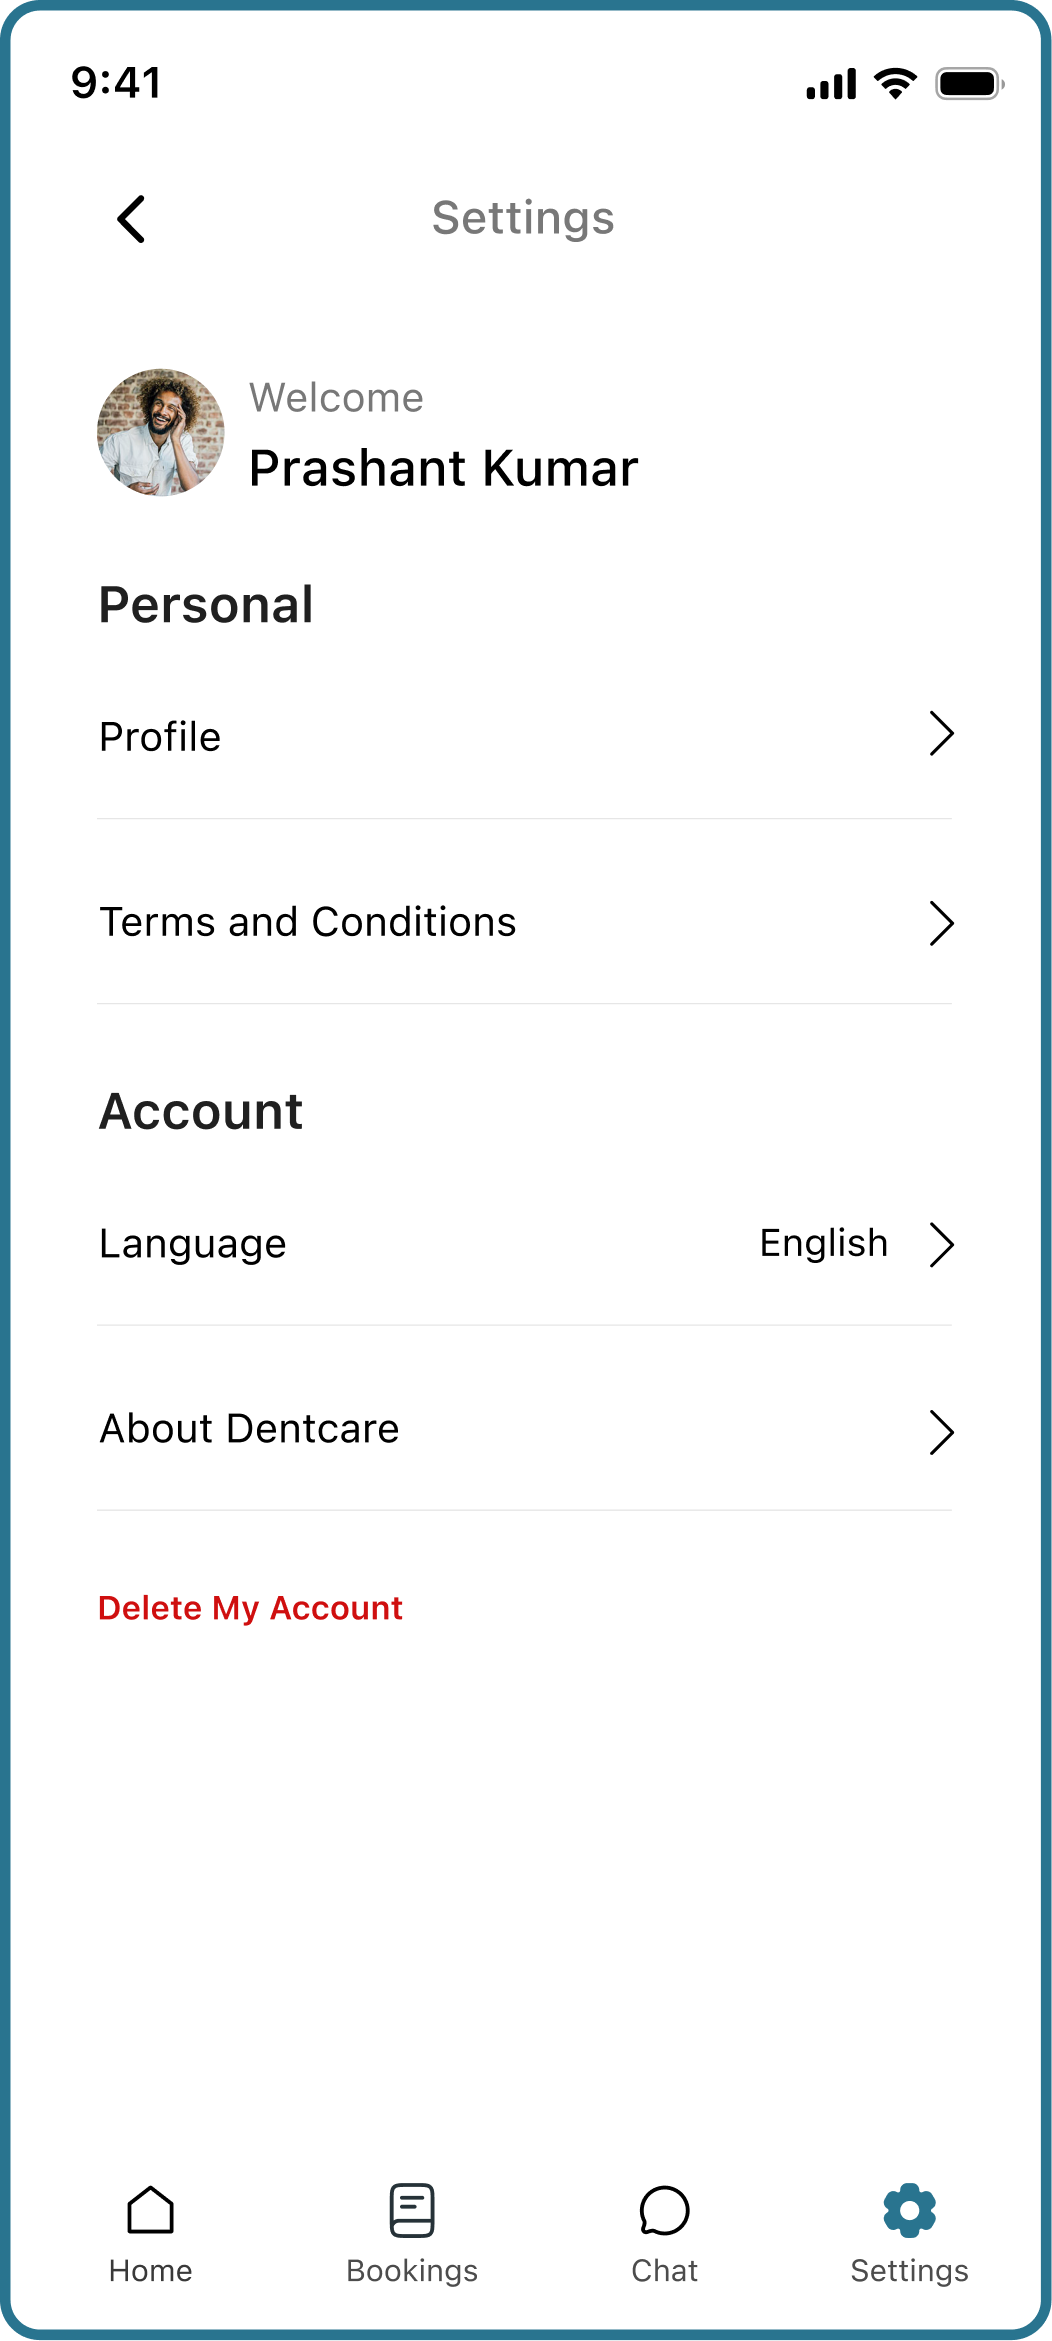 9:41
Settings
Welcome
Prashant Kumar
Personal
Profile
Terms and Conditions
Account
Language English
About Dentcare
Delete My Account
Home Bookings Chat Settings